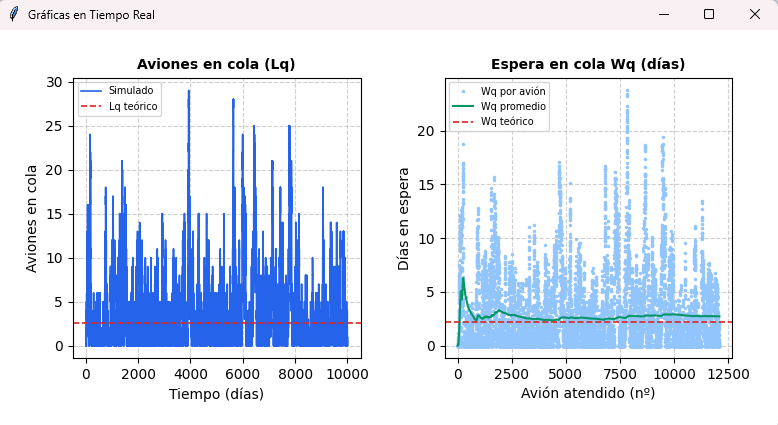 Gráficas en Tiempo Real
Aviones en cola (Lq)
Simulado
Lq teórico
Aviones en cola
30
25
20
15
10
5
0
0 2000 4000 6000 8000 10000
Tiempo (días)
Espera en cola Wq (días)
Wq por avión
Wq promedio
Wq teórico
Días en espera
20
15
10
5
0
0 2500 5000 7500 10000 12500
Avión atendido (nº)